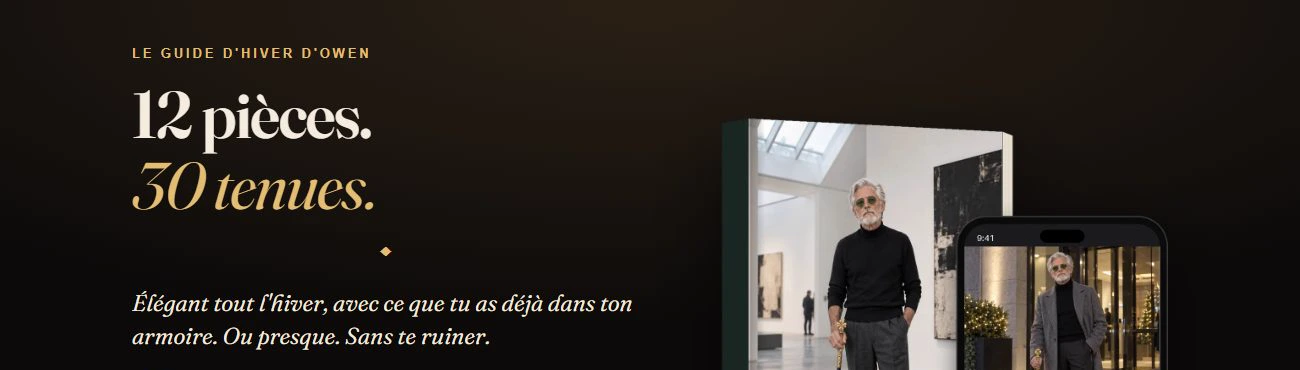 LE GUIDE D'HIVER D'OWEN
12 pièces.
30 tenues.
Élégant tout l'hiver, avec ce que tu as déjà dans ton
armoire. Ou presque. Sans te ruiner.
9:41